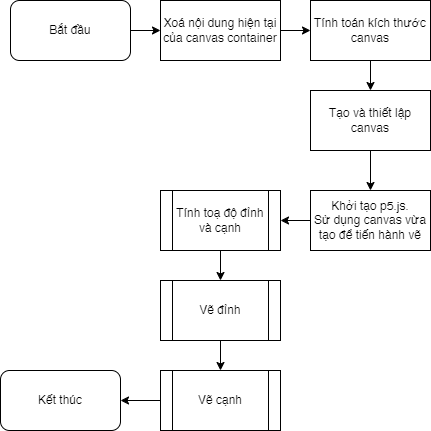 Bắt đầu
Xoá nội dung hiện tại
của canvas container
Tính toán kích thước
canvas
Tạo và thiết lập
canvas
Khởi tạo p5.js.
Sử dụng canvas vừa
tạo để tiến hành vẽ
Tính toạ độ đỉnh
và cạnh
Vẽ đỉnh
Vẽ cạnh
Kết thúc